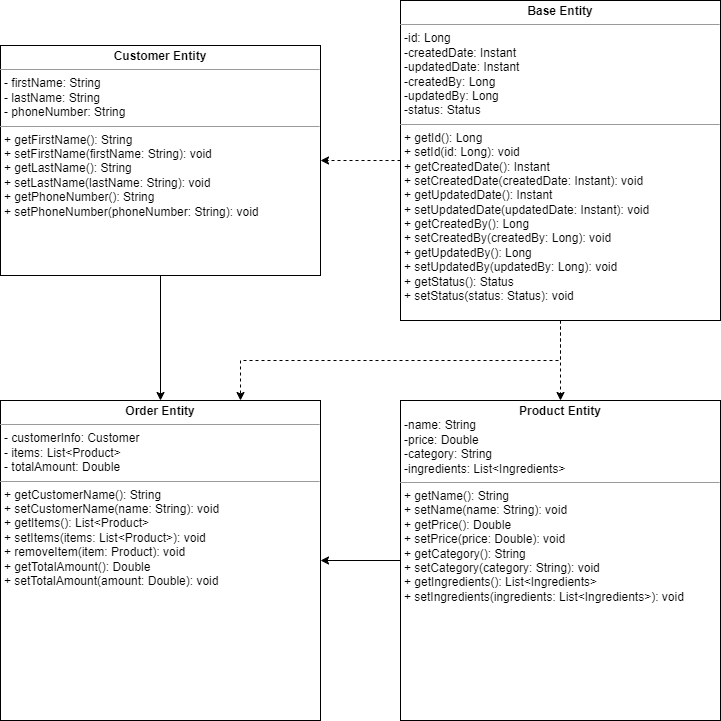 Base Entity
-id: Long
-createdDate: Instant
-updatedDate: Instant
-createdBy: Long
-updatedBy: Long
-status: Status
+ getId(): Long
+ setId(id: Long): void
+ getCreatedDate(): Instant
+ setCreatedDate(createdDate: Instant): void
+ getUpdatedDate(): Instant
+ setUpdatedDate(updatedDate: Instant): void
+ getCreatedBy(): Long
+ setCreatedBy(createdBy: Long): void
+ getUpdatedBy(): Long
+ setUpdatedBy(updatedBy: Long): void
+ getStatus(): Status
+ setStatus(status: Status): void
Customer Entity
- firstName: String
- lastName: String
- phoneNumber: String
+ getFirstName(): String
+ setFirstName(firstName: String): void
+ getLastName(): String
+ setLastName(lastName: String): void
+ getPhoneNumber(): String
+ setPhoneNumber(phoneNumber: String): void
Order Entity
- customerInfo: Customer
- items: List<Product>
- totalAmount: Double
+ getCustomerName(): String
+ setCustomerName(name: String): void
+ getItems(): List<Product>
+ setItems(items: List<Product>): void
+ removeItem(item: Product): void
+ getTotalAmount(): Double
+ setTotalAmount(amount: Double): void
Product Entity
-name: String
-price: Double
-category: String
-ingredients: List<Ingredients>
+ getName(): String
+ setName(name: String): void
+ getPrice(): Double
+ setPrice(price: Double): void
+ getCategory(): String
+ setCategory(category: String): void
+ getIngredients(): List<Ingredients>
+ setIngredients(ingredients: List<Ingredients>): void